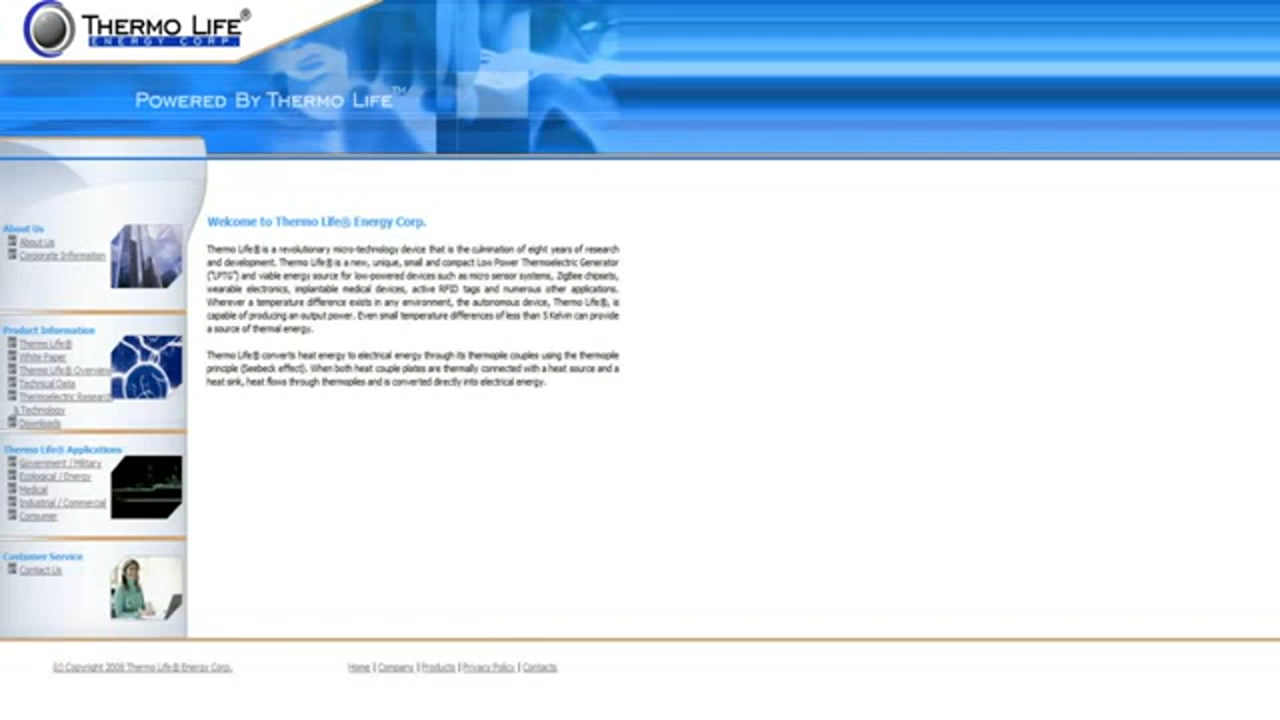 THERMO LIFE®
ENERGY CORP.
POWERED BY THERMO LIFE™
About Us
About Us
Corporate Information
Product Information
Thermo Life®
White Paper
Thermo Life® Overview
Technical Data
Thermoelectric Research
& Technology
Downloads
Thermo Life® Applications
Government / Military
Ecological / Energy
Medical
Industrial / Commercial
Consumer
Customer Service
Contact Us
Welcome to Thermo Life® Energy Corp.
Thermo Life® is a revolutionary micro-technology device that is the culmination of eight years of research
and development. Thermo Life® is a new, unique, small and compact Low Power Thermoelectric Generator
("LPTG") and viable energy source for low-powered devices such as micro sensor systems, ZigBee chipsets,
wearable electronics, implantable medical devices, active RFID tags and numerous other applications.
Wherever a temperature difference exists in any environment, the autonomous device, Thermo Life®, is
capable of producing an output power. Even small temperature differences of less than 5 Kelvin can provide
a source of thermal energy.
Thermo Life® converts heat energy to electrical energy through its thermopile couples using the thermopile
principle (Seebeck effect). When both heat couple plates are thermally connected with a heat source and a
heat sink, heat flows through thermopiles and is converted directly into electrical energy.
(C) Copyright 2008 Thermo Life® Energy Corp.
Home | Company | Products | Privacy Policy | Contacts